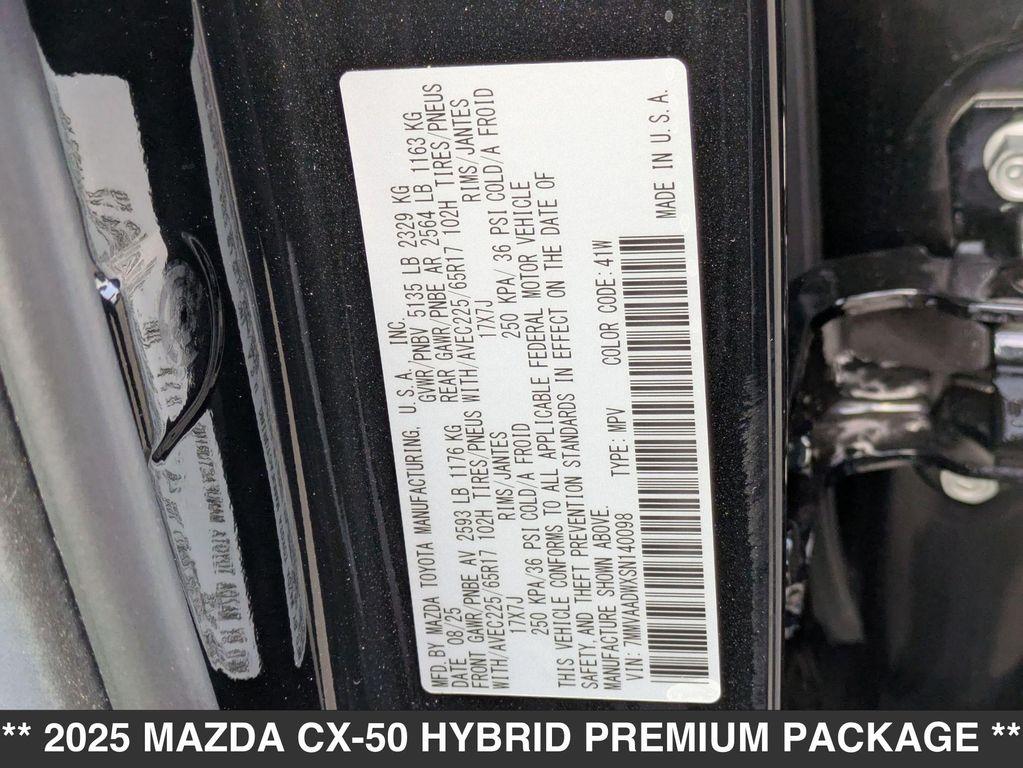 MFD. BY MAZDA TOYOTA MANUFACTURING, U. S. A., INC.
DATE 08/25 GWR/PNBV 5135 LB 2329 KG
FRONT GAWR/PNBE AV 2593 LB 1176 KG REAR GAWR/PNBE AR 2564 LB 1163 KG
WITH/AVEC225/65R17 102H TIRES/PNEUS WITH/AVEC225/65R17 102H TIRES/PNEUS
17X7J RIMS/JANTES 17X7J RIMS/JANTES
250 KPA/36 PSI COLD/A FROID 250 KPA/ 36 PSI COLD/A FROID
THIS VEHICLE CONFORMS TO ALL APPLICABLE FEDERAL MOTOR VEHICLE
SAFETY, AND THEFT PREVENTION STANDARDS IN EFFECT ON THE DATE OF
MANUFACTURE SHOWN ABOVE.
VIN: 7MMVAADWXSN140098 TYPE: MPV COLOR CODE: 41W
MADE IN U. S. A.
** 2025 MAZDA CX-50 HYBRID PREMIUM PACKAGE **